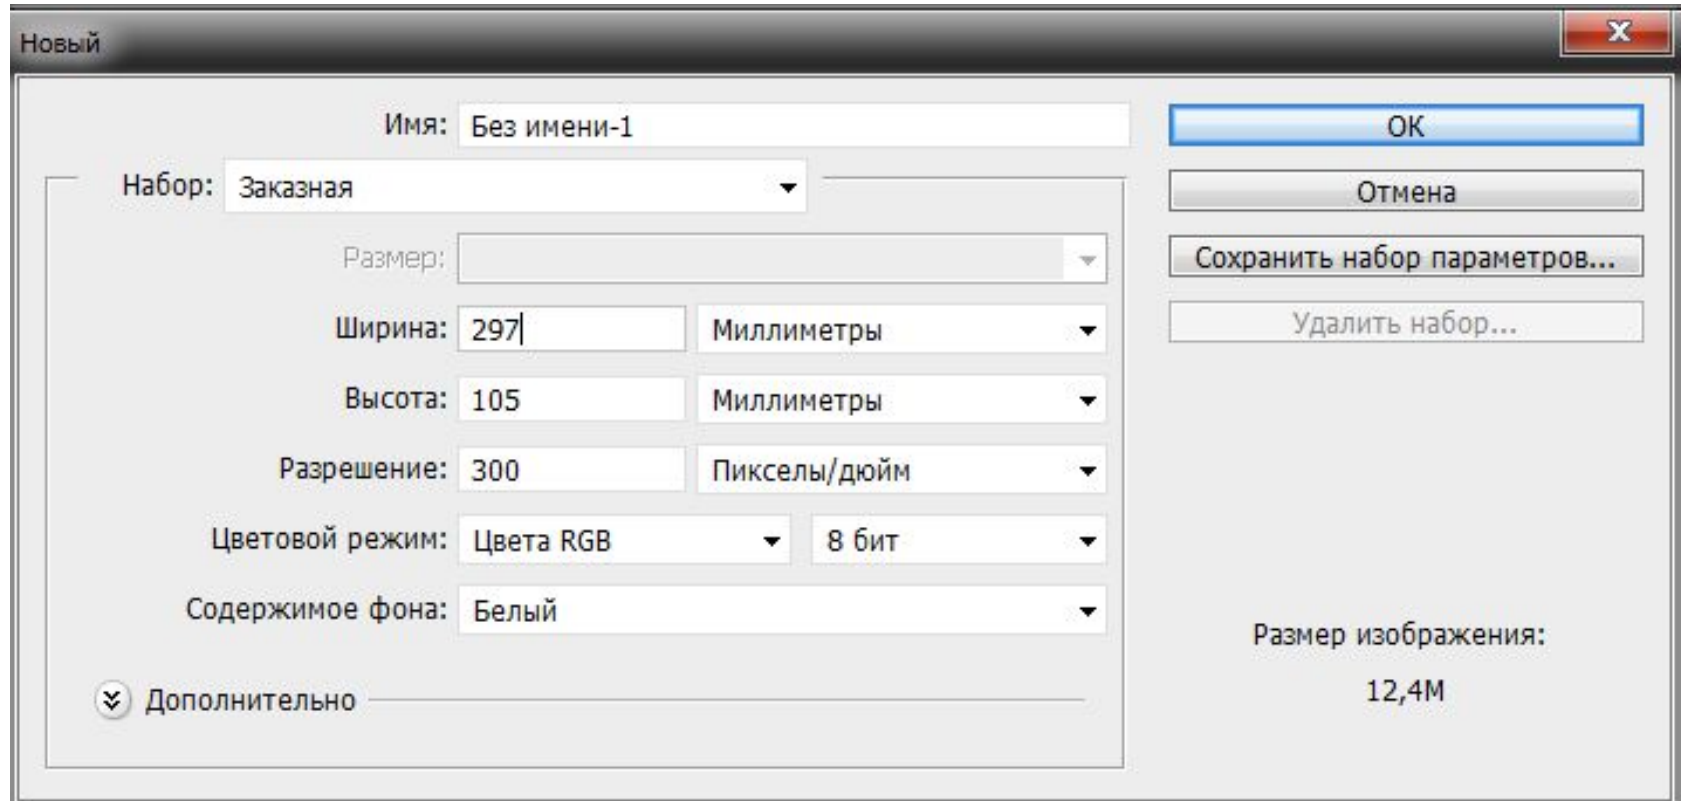 Новый
Имя: Без имени-1
ОК
Набор: Заказная
Отмена
Размер:
Сохранить набор параметров...
Ширина: 297 Миллиметры
Удалить набор...
Высота: 105 Миллиметры
Разрешение: 300 Пикселы/дюйм
Цветовой режим: Цвета RGB 8 бит
Содержимое фона: Белый
Размер изображения:
12,4M
Дополнительно